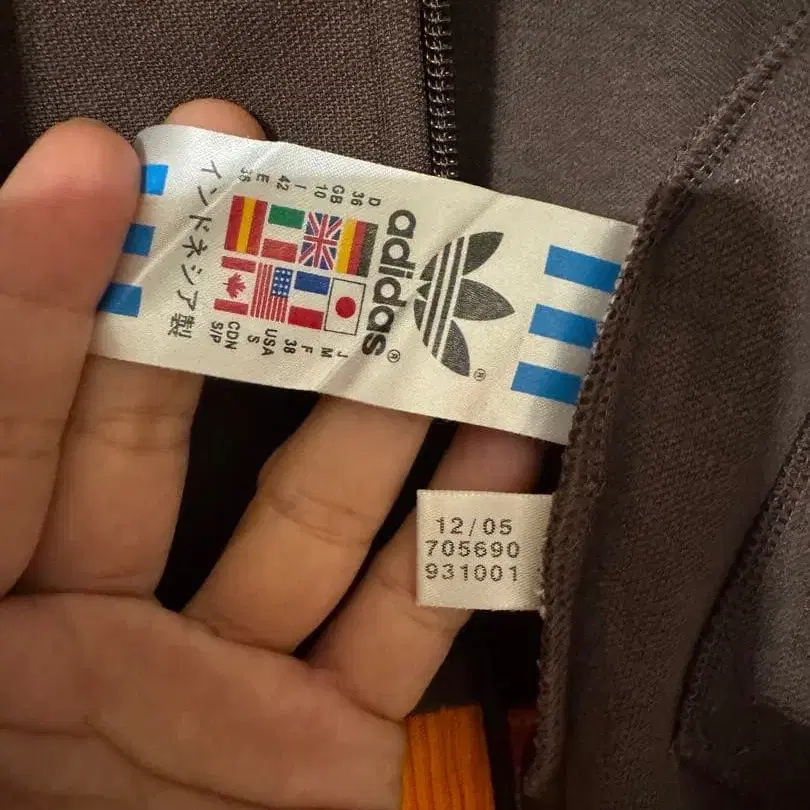 adidas®
®
D
36
GB
10
I
42
E
38
J
M
F
38
USA
S
CDN
S/P
インドネシア製
12/05
705690
931001